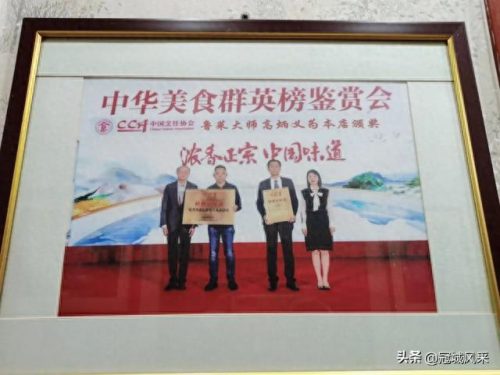 中华美食群英榜鉴赏会
CCA 中国烹饪协会 鲁菜大师高炳义为本店颁奖
浓香正宗 中国味道
头条 @冠城风采